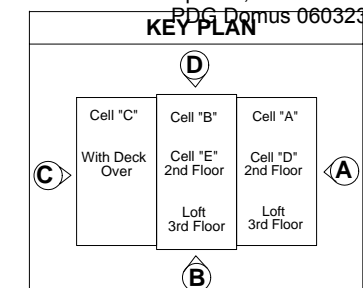 PDG Domus 060323
KEY PLAN
D
Cell "C"
Cell "B"
Cell "A"
With Deck
Over
Cell "E"
2nd Floor
Cell "D"
2nd Floor
C
A
Loft
3rd Floor
Loft
3rd Floor
B